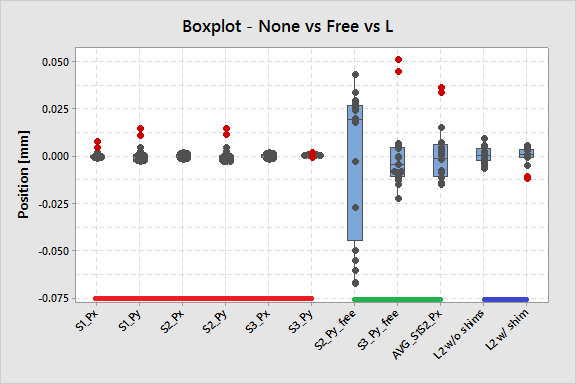 Boxplot - None vs Free vs L
Position [mm]
0.050
0.025
0.000
-0.025
-0.050
-0.075
S1_Px
S1_Py
S2_Px
S2_Py
S3_Px
S3_Py
S2_Py_free
S3_Py_free
AVG_S1S2_Px
L2 w/o shims
L2 w/ shim